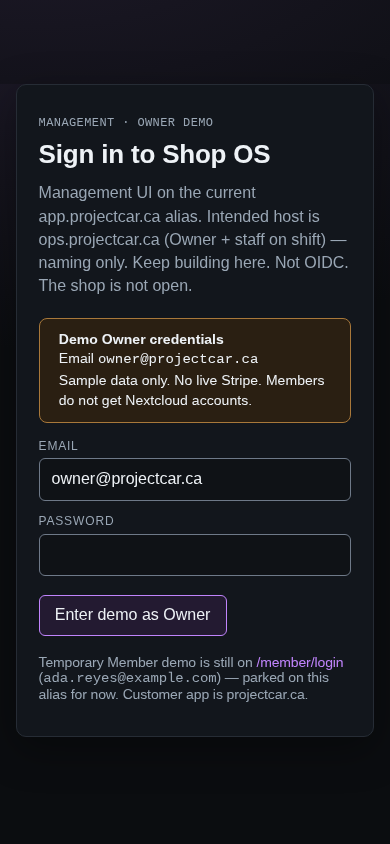 MANAGEMENT · OWNER DEMO
Sign in to Shop OS
Management UI on the current
app.projectcar.ca alias. Intended host is
ops.projectcar.ca (Owner + staff on shift) —
naming only. Keep building here. Not OIDC.
The shop is not open.
Demo Owner credentials
Email owner@projectcar.ca
Sample data only. No live Stripe. Members
do not get Nextcloud accounts.
EMAIL
owner@projectcar.ca
PASSWORD
Enter demo as Owner
Temporary Member demo is still on /member/login
(ada.reyes@example.com) — parked on this
alias for now. Customer app is projectcar.ca.